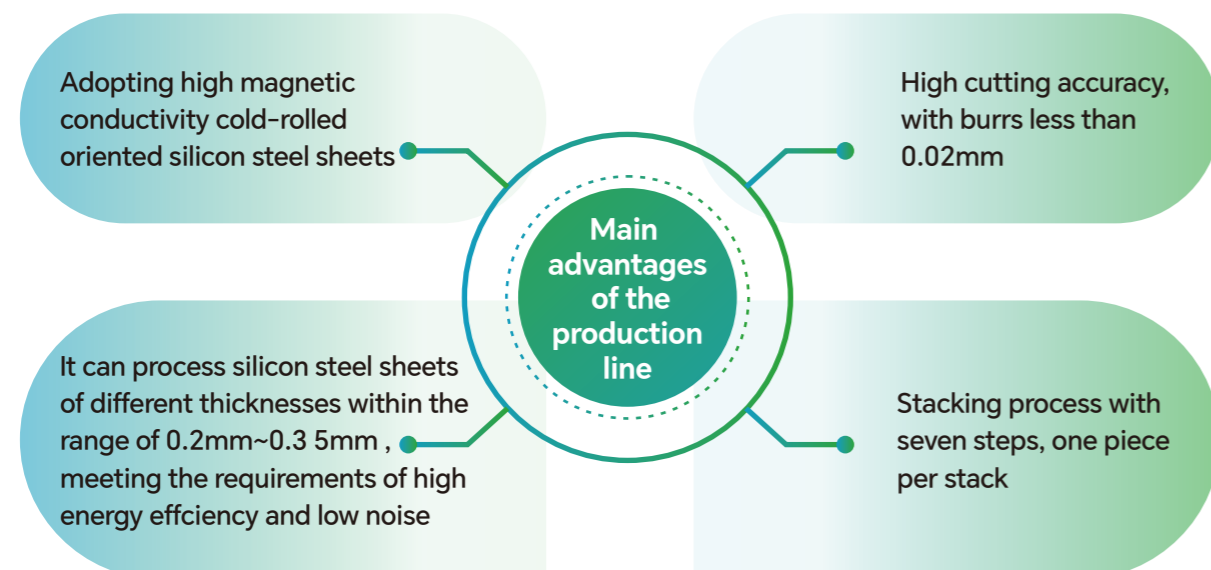 Adopting high magnetic
conductivity cold-rolled
oriented silicon steel sheets
High cutting accuracy,
with burrs less than
0.02mm
Main
advantages
of the
production
line
It can process silicon steel sheets
of different thicknesses within the
range of 0.2mm~0.3 5mm ,
meeting the requirements of high
energy effciency and low noise
Stacking process with
seven steps, one piece
per stack